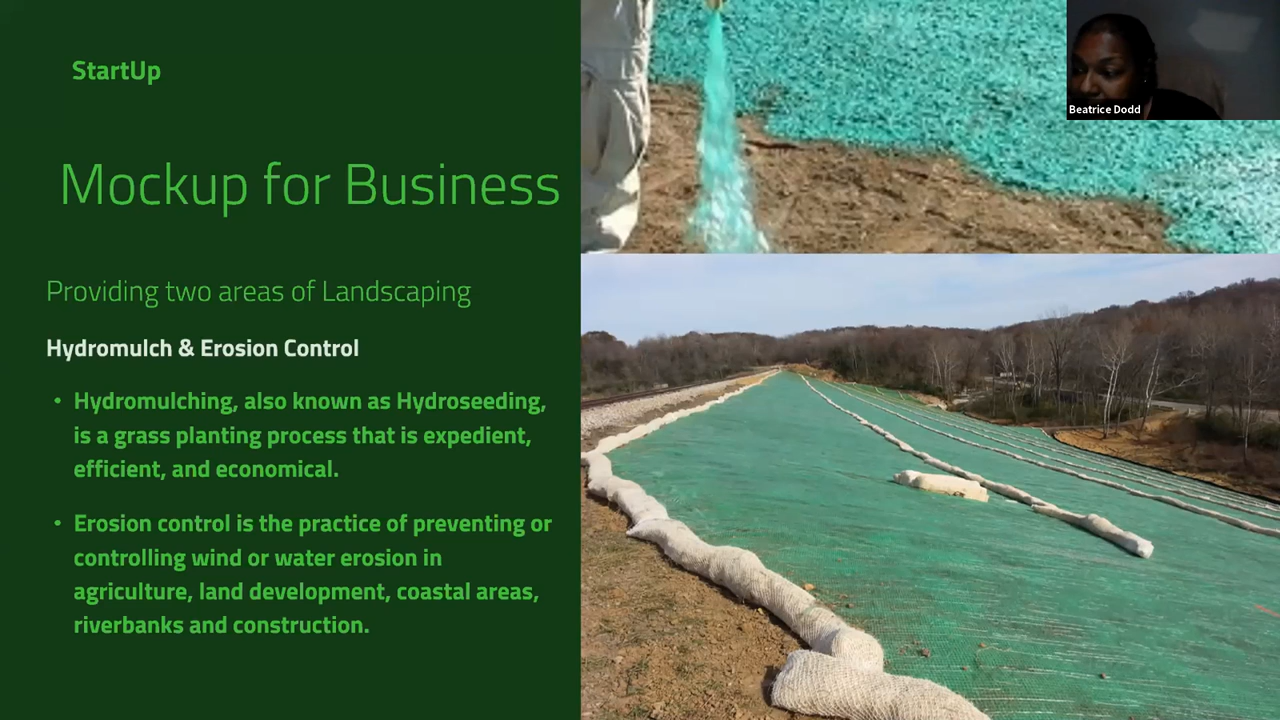 StartUp
Mockup for Business
Providing two areas of Landscaping
Hydromulch & Erosion Control
• Hydromulching, also known as Hydroseeding,
is a grass planting process that is expedient,
efficient, and economical.
• Erosion control is the practice of preventing or
controlling wind or water erosion in
agriculture, land development, coastal areas,
riverbanks and construction.
Beatrice Dodd